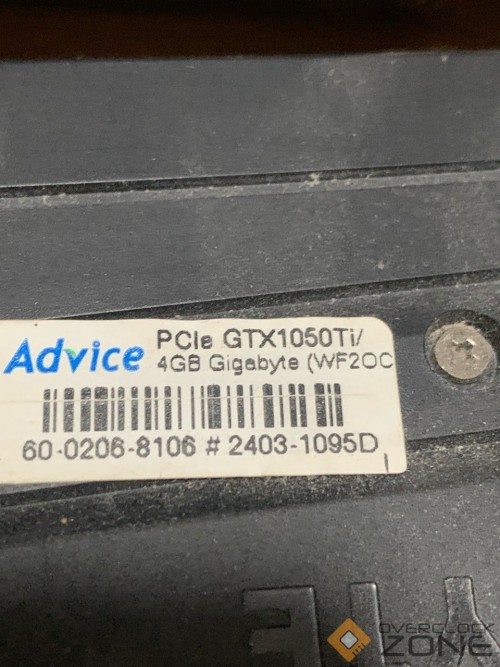 Advice
PCIe GTX1050Ti/
4GB Gigabyte (WF2OC
60-0206-8106 # 2403-1095D
OVERCLOCK
ZONE